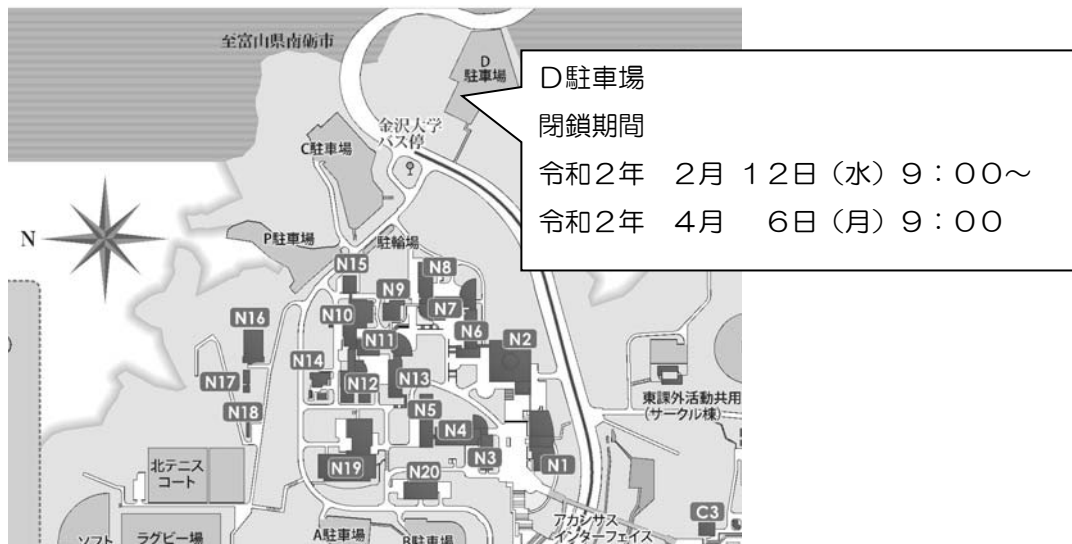 至富山県南砺市
D
駐車場
D駐車場
閉鎖期間
令和2年 2月 12日(水)9:00~
令和2年 4月 6日(月)9:00
金沢大学
バス停
C駐車場
N
P駐車場
駐輪場
N15
N8
N9
N7
N16
N10
N6
N2
N11
N14
N17
N12
N13
N18
N5
N4
東課外活動共用
(サークル棟)
N3
N1
北テニス
コート
N19
N20
C3
アカンサス
インターフェイス
ソフト
ラグビー場
A駐車場
B駐車場